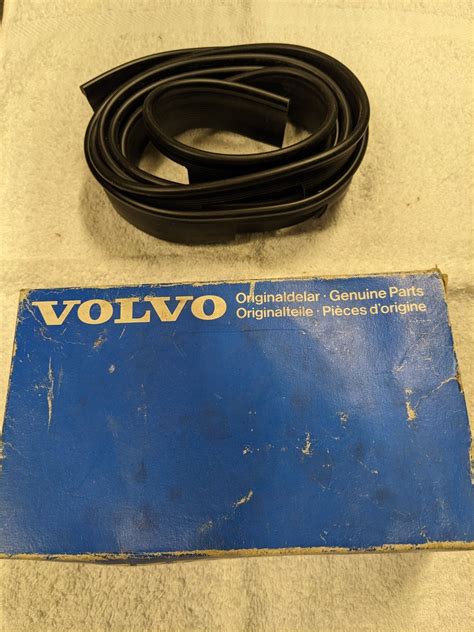 VOLVO
Originaldelar · Genuine Parts
Originalteile · Pièces d'origine